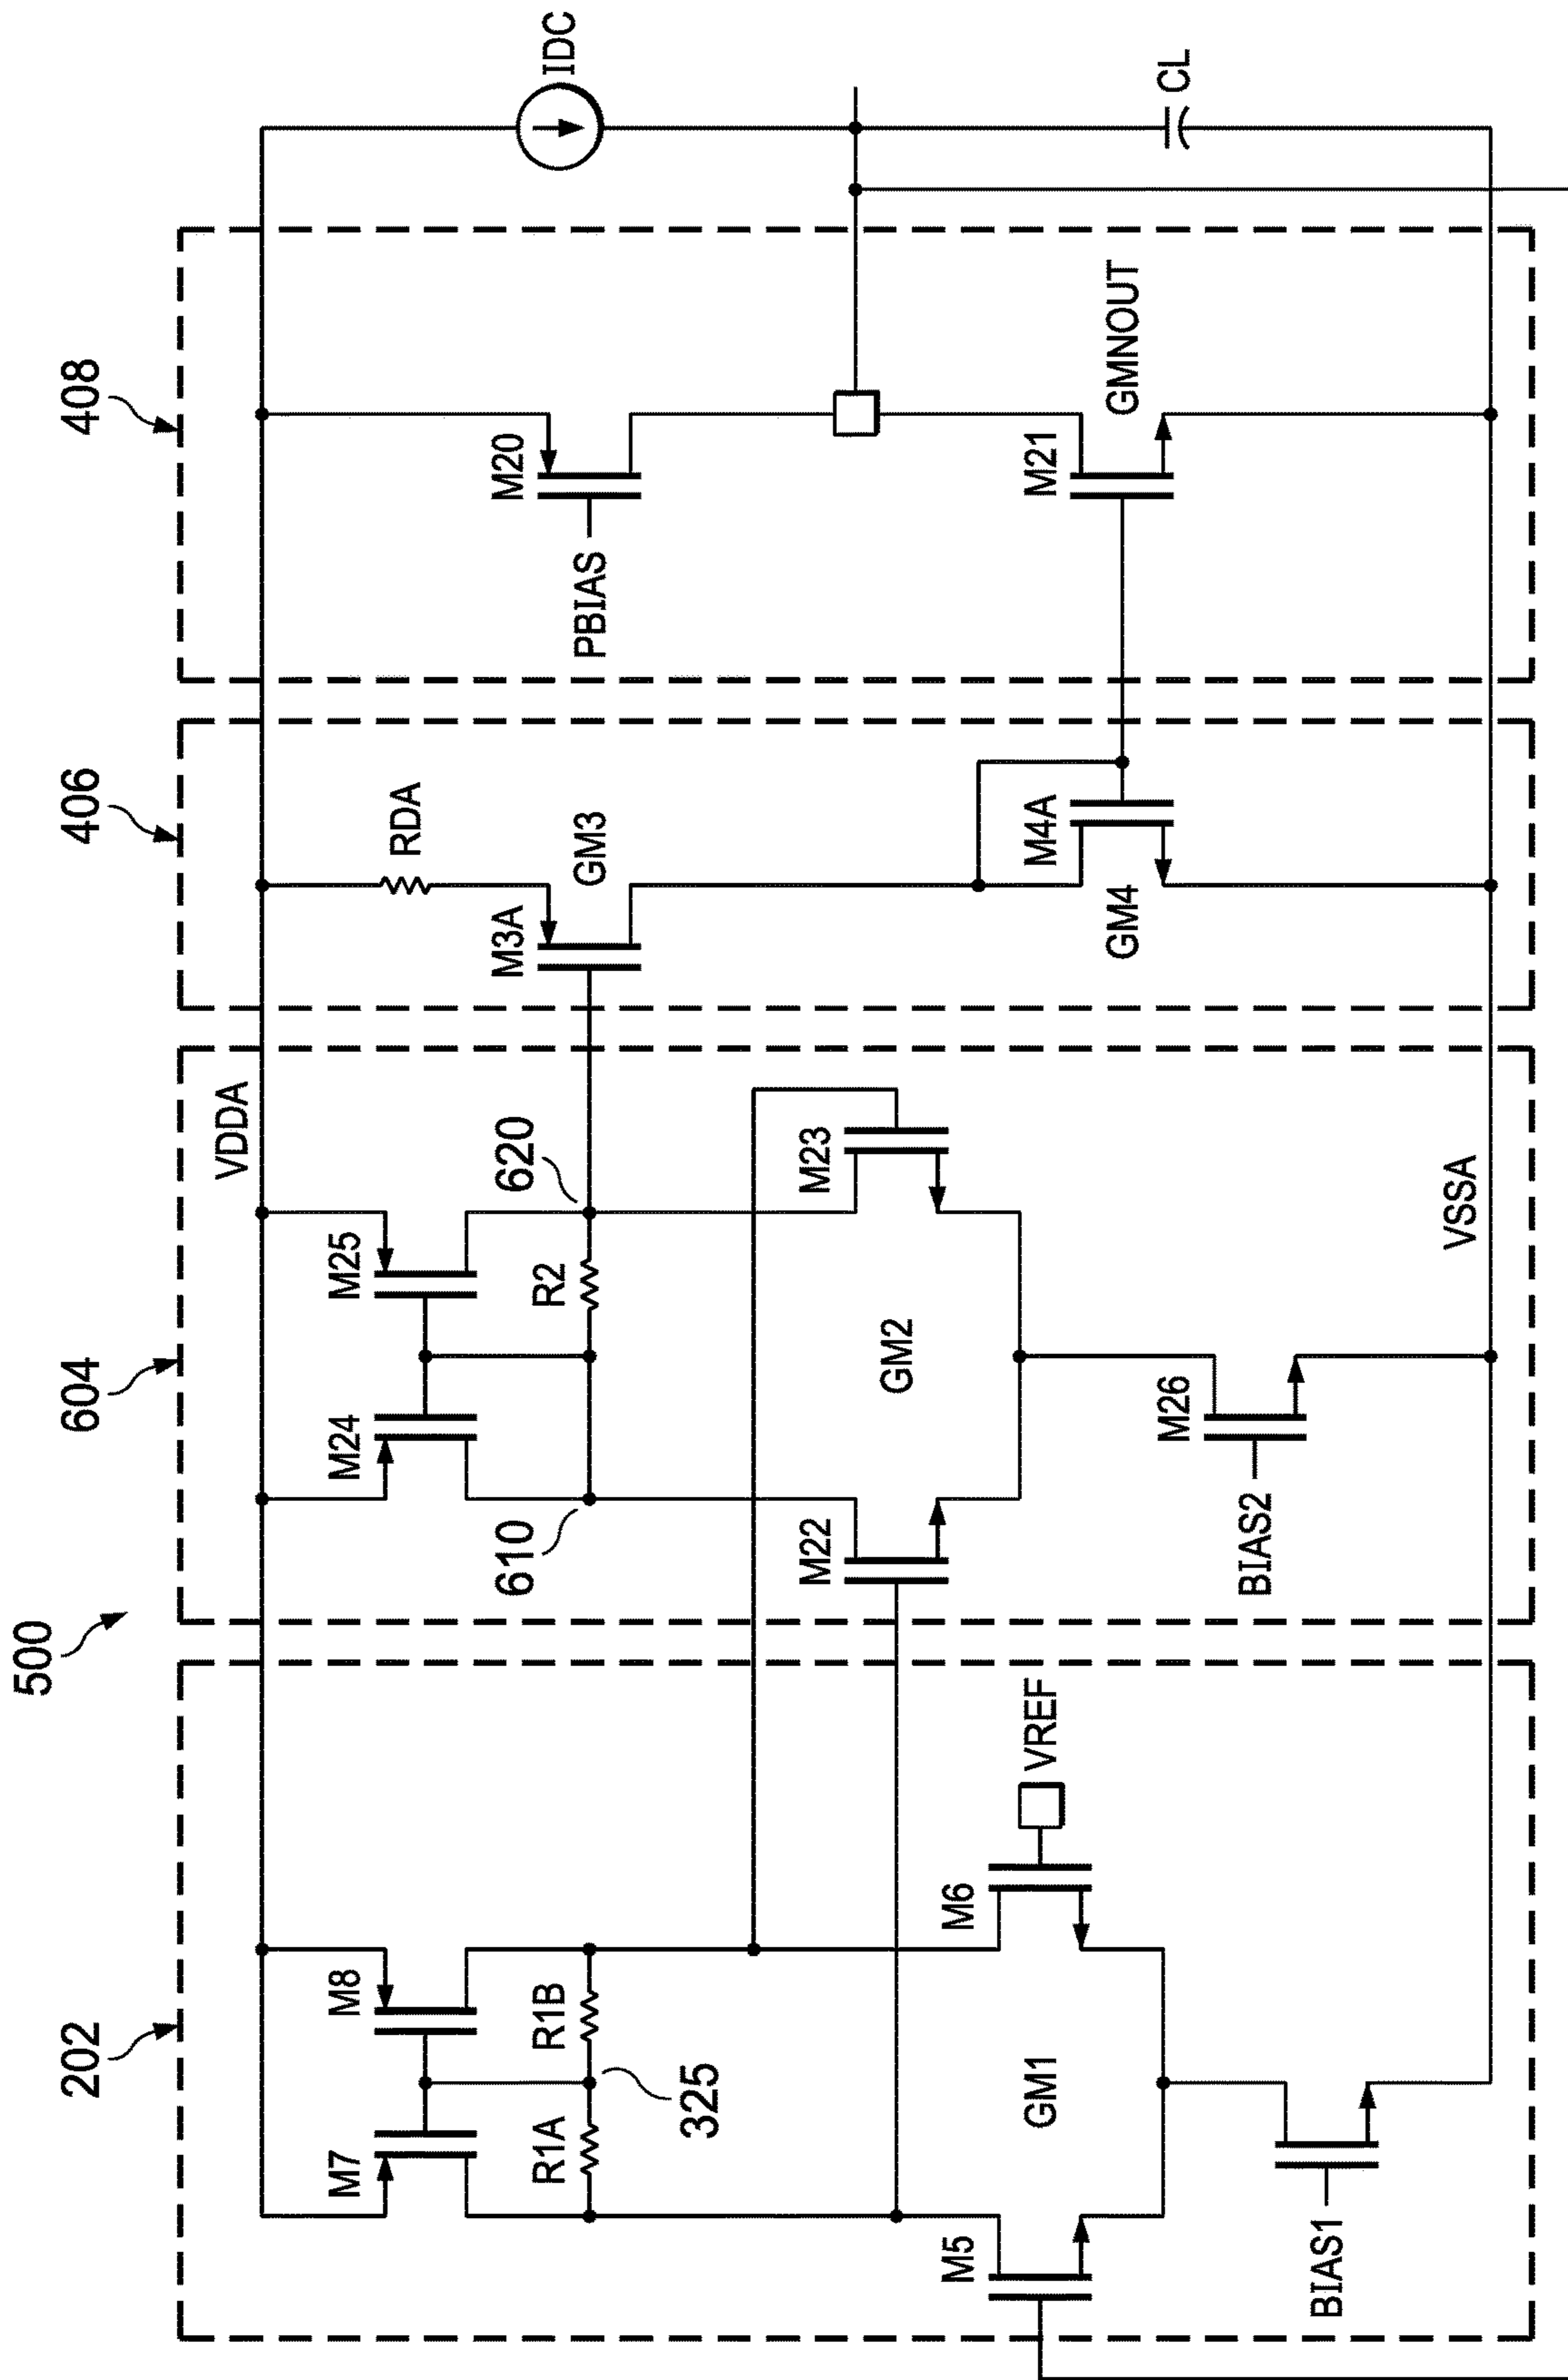 500
202
604
406
408
VDDA
M7
M8
R1A
R1B
325
M5
M6
GM1
VREF
BIAS1
M24
M25
610
620
R2
M22
M23
GM2
M26
BIAS2
VSSA
RDA
M3A
GM3
M4A
GM4
M20
PBIAS
M21
GMNOUT
IDC
CL